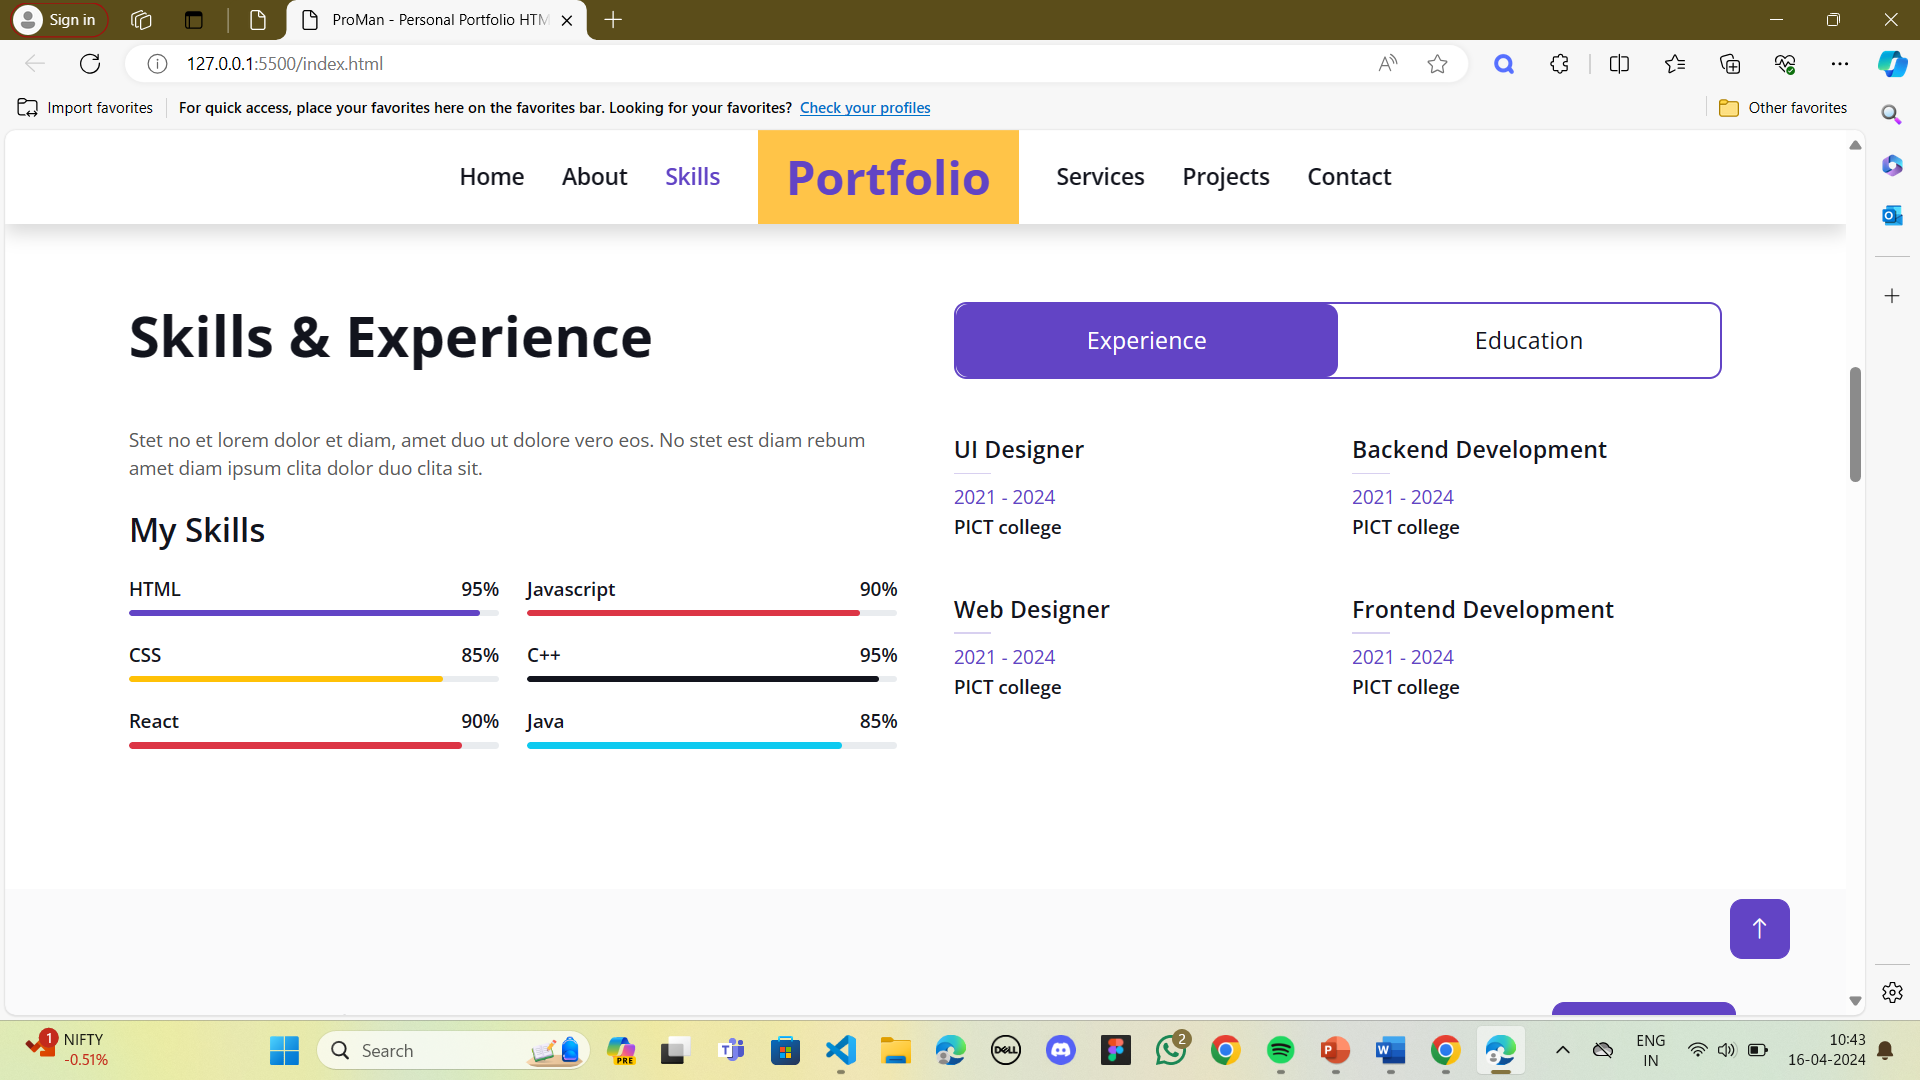 Sign in
ProMan - Personal Portfolio HTM
127.0.0.1:5500/index.html
Import favorites
For quick access, place your favorites here on the favorites bar. Looking for your favorites? Check your profiles
Other favorites
Home About Skills Portfolio Services Projects Contact
Skills & Experience
Stet no et lorem dolor et diam, amet duo ut dolore vero eos. No stet est diam rebum
amet diam ipsum clita dolor duo clita sit.
My Skills
HTML 95%
Javascript 90%
CSS 85%
C++ 95%
React 90%
Java 85%
Experience Education
UI Designer
2021 - 2024
PICT college
Backend Development
2021 - 2024
PICT college
Web Designer
2021 - 2024
PICT college
Frontend Development
2021 - 2024
PICT college
1 NIFTY
-0.51%
Search
PRE
DELL
2
ENG
IN
10:43
16-04-2024